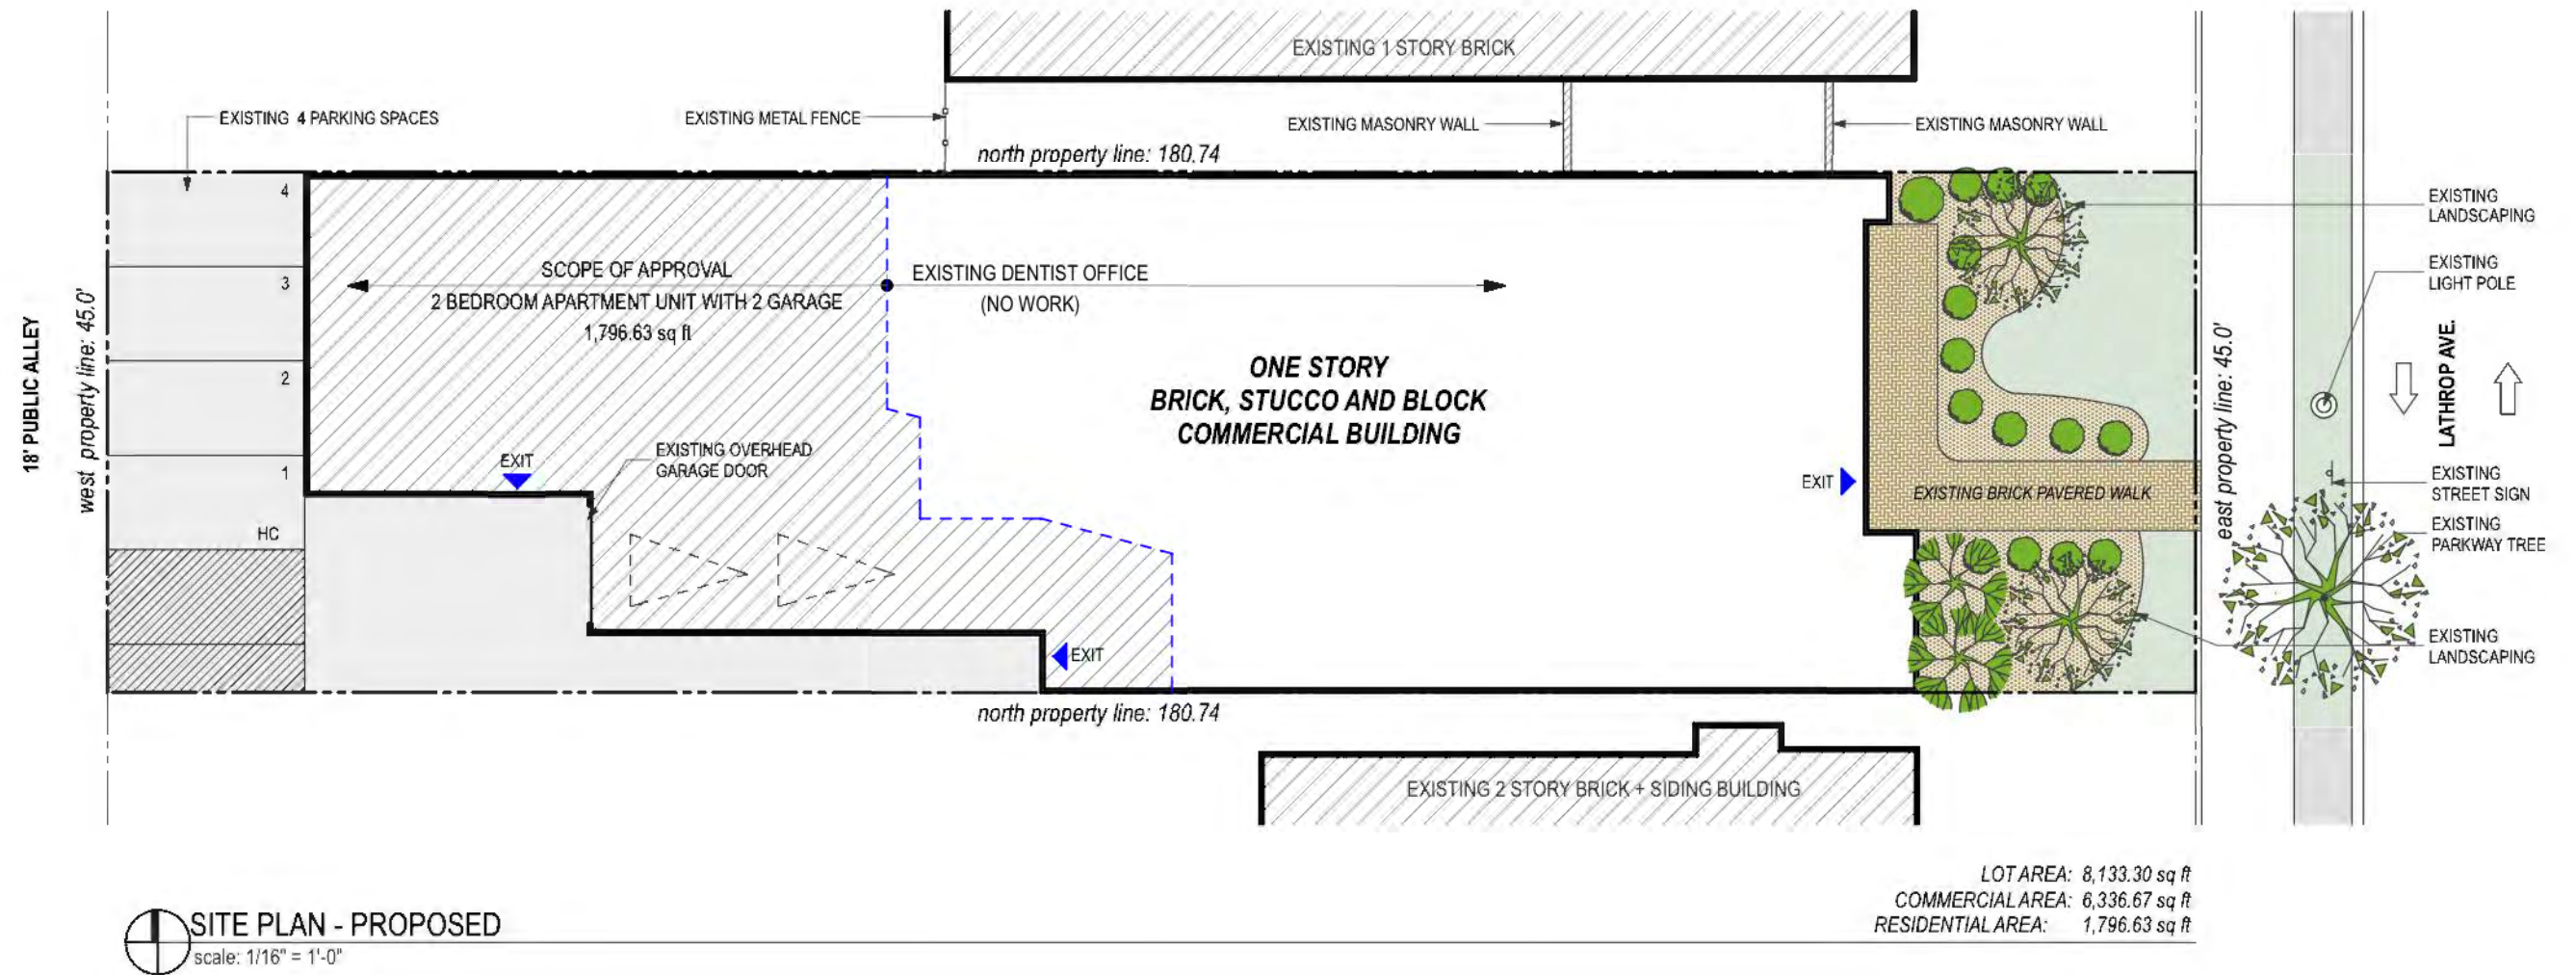 EXISTING 1 STORY BRICK
EXISTING 4 PARKING SPACES
EXISTING METAL FENCE
EXISTING MASONRY WALL
EXISTING MASONRY WALL
north property line: 180.74
4
3
2
1
HC
18' PUBLIC ALLEY
west property line: 45.0'
SCOPE OF APPROVAL
2 BEDROOM APARTMENT UNIT WITH 2 GARAGE
1,796.63 sq ft
EXISTING DENTIST OFFICE
(NO WORK)
ONE STORY
BRICK, STUCCO AND BLOCK
COMMERCIAL BUILDING
EXIT
EXISTING OVERHEAD
GARAGE DOOR
EXIT
EXIT
EXISTING BRICK PAVERED WALK
east property line: 45.0'
LATHROP AVE.
EXISTING
LANDSCAPING
EXISTING
LIGHT POLE
EXISTING
STREET SIGN
EXISTING
PARKWAY TREE
EXISTING
LANDSCAPING
north property line: 180.74
EXISTING 2 STORY BRICK + SIDING BUILDING
LOT AREA: 8,133.30 sq ft
COMMERCIAL AREA: 6,336.67 sq ft
RESIDENTIAL AREA: 1,796.63 sq ft
SITE PLAN - PROPOSED
scale: 1/16" = 1'-0"